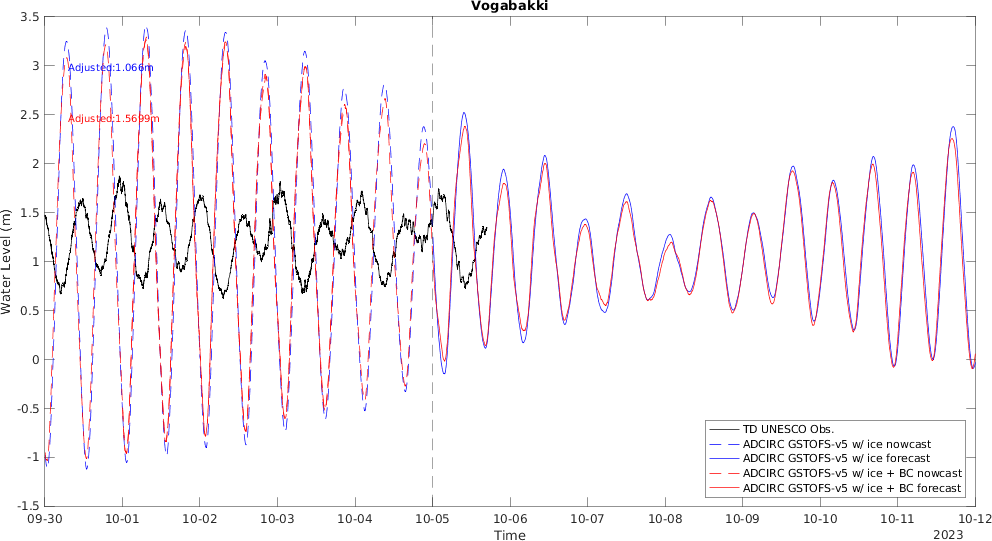 Vogabakki
3.5
3
2.5
2
1.5
1
0.5
0
-0.5
-1
-1.5
Water Level (m)
Adjusted:1.066m
Adjusted:1.5699m
TD UNESCO Obs.
ADCIRC GSTOFS-v5 w/ ice nowcast
ADCIRC GSTOFS-v5 w/ ice forecast
ADCIRC GSTOFS-v5 w/ ice + BC nowcast
ADCIRC GSTOFS-v5 w/ ice + BC forecast
09-30 10-01 10-02 10-03 10-04 10-05 10-06 10-07 10-08 10-09 10-10 10-11 10-12
Time
2023